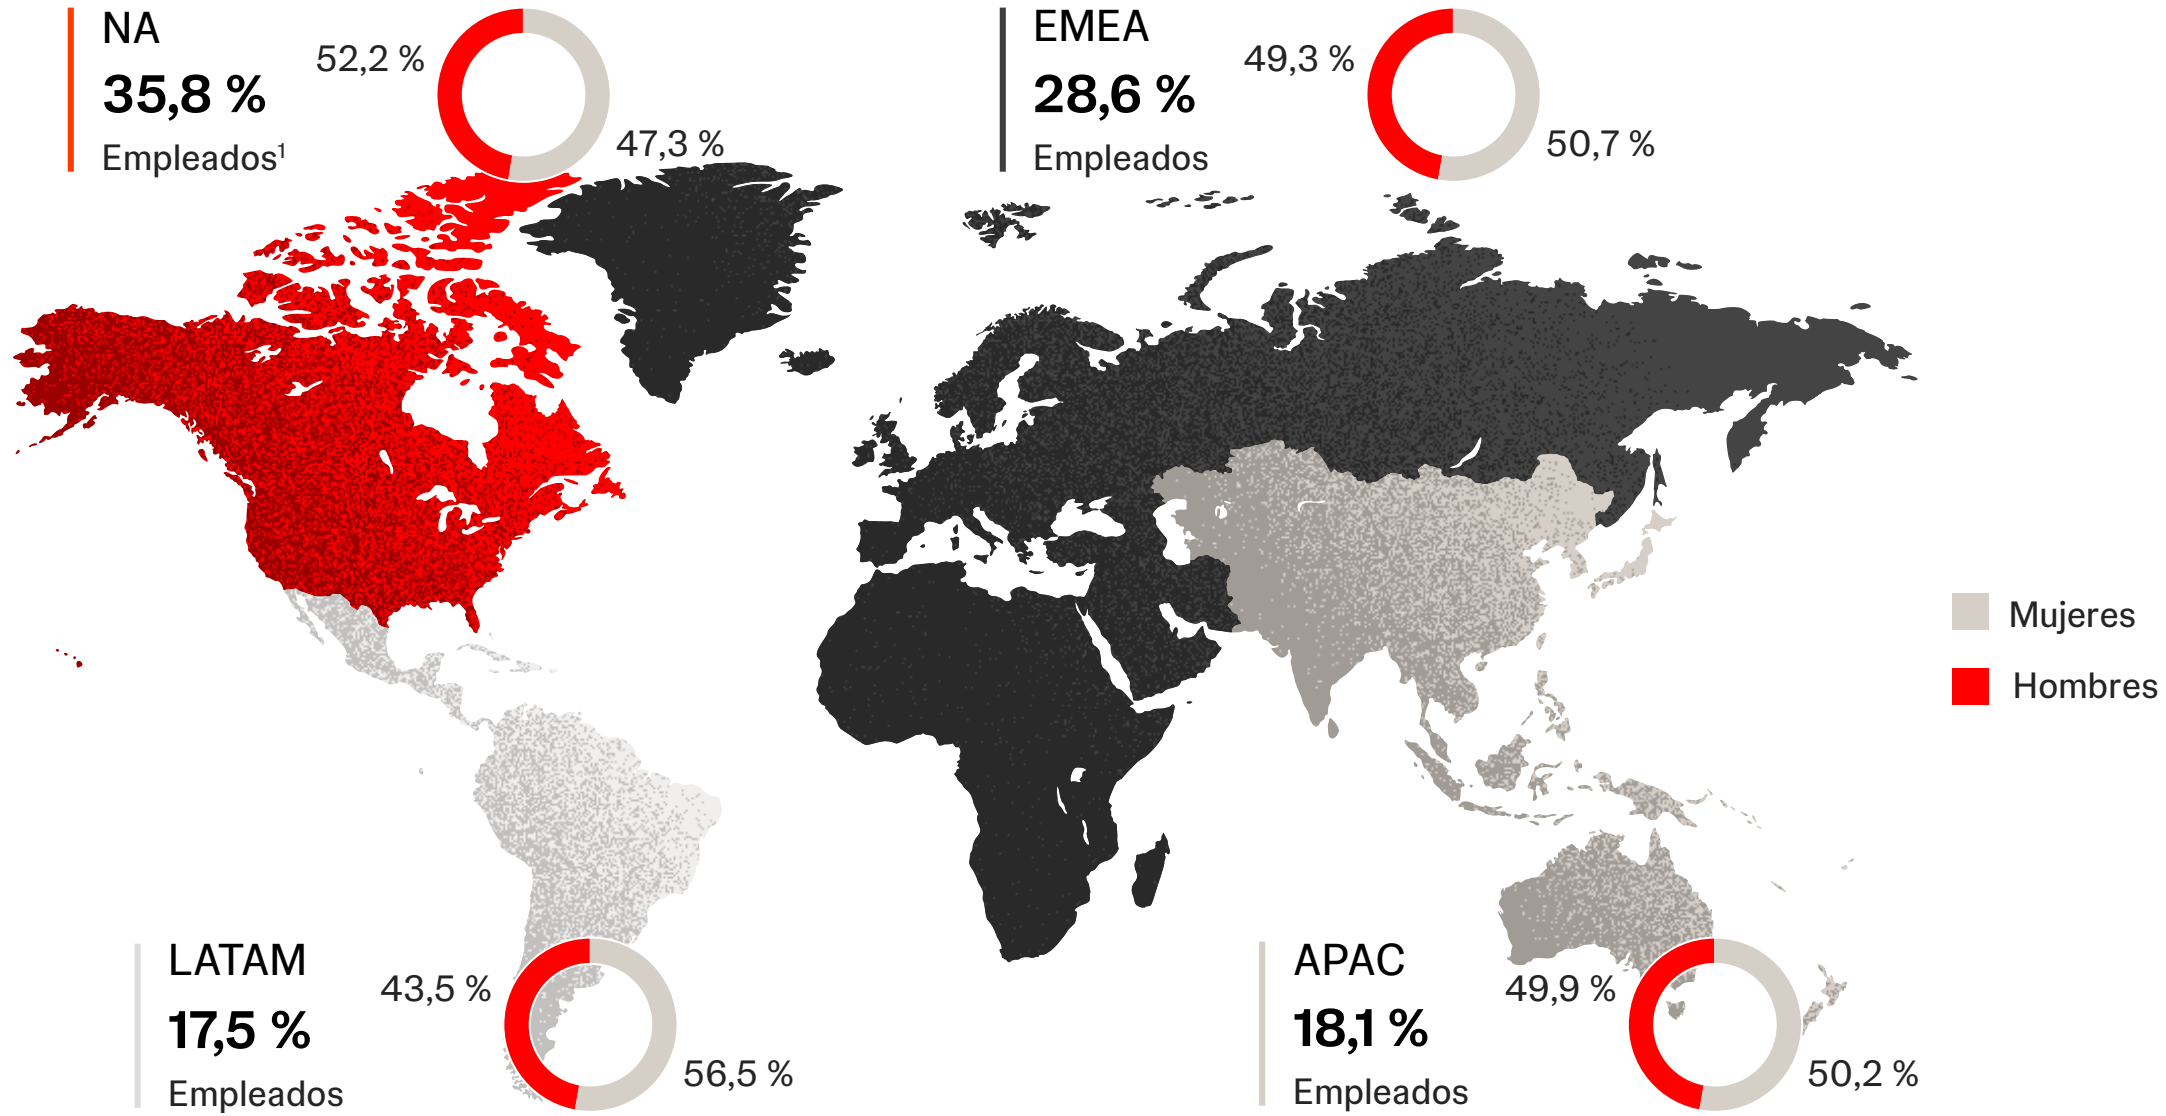 NA
35,8 %
Empleados¹
52,2 %
47,3 %
EMEA
28,6 %
Empleados
49,3 %
50,7 %
Mujeres
Hombres
LATAM
17,5 %
Empleados
43,5 %
56,5 %
APAC
18,1 %
Empleados
49,9 %
50,2 %